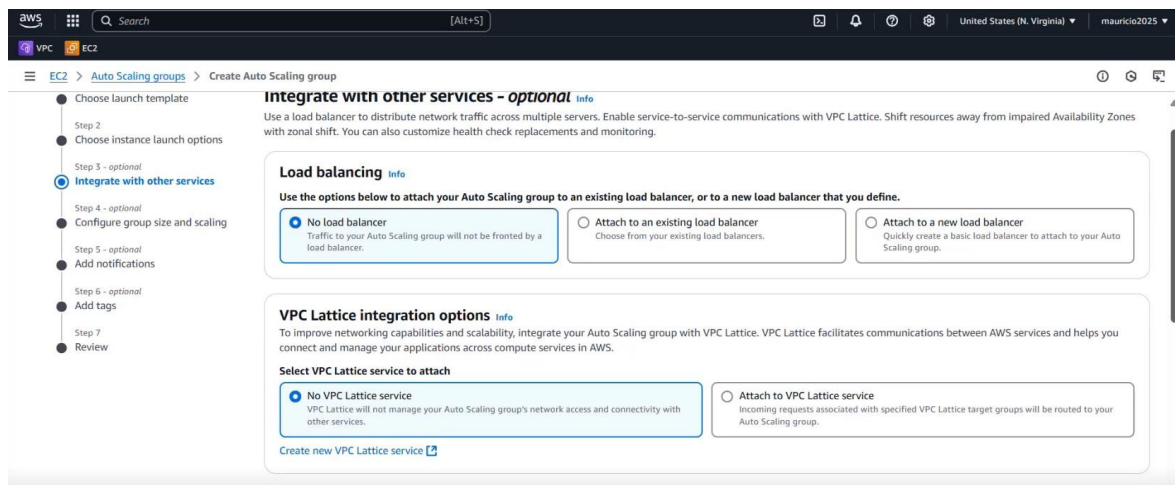 aws
Search
[Alt+S]
United States (N. Virginia)
mauricio2025
VPC
EC2
EC2 > Auto Scaling groups > Create Auto Scaling group
Choose launch template
Step 2
Choose instance launch options
Step 3 - optional
Integrate with other services
Step 4 - optional
Configure group size and scaling
Step 5 - optional
Add notifications
Step 6 - optional
Add tags
Step 7
Review
Integrate with other services - optional Info
Use a load balancer to distribute network traffic across multiple servers. Enable service-to-service communications with VPC Lattice. Shift resources away from impaired Availability Zones
with zonal shift. You can also customize health check replacements and monitoring.
Load balancing Info
Use the options below to attach your Auto Scaling group to an existing load balancer, or to a new load balancer that you define.
No load balancer
Traffic to your Auto Scaling group will not be fronted by a
load balancer.
Attach to an existing load balancer
Choose from your existing load balancers.
Attach to a new load balancer
Quickly create a basic load balancer to attach to your Auto
Scaling group.
VPC Lattice integration options Info
To improve networking capabilities and scalability, integrate your Auto Scaling group with VPC Lattice. VPC Lattice facilitates communications between AWS services and helps you
connect and manage your applications across compute services in AWS.
Select VPC Lattice service to attach
No VPC Lattice service
VPC Lattice will not manage your Auto Scaling group's network access and connectivity with
other services.
Attach to VPC Lattice service
Incoming requests associated with specified VPC Lattice target groups will be routed to your
Auto Scaling group.
Create new VPC Lattice service